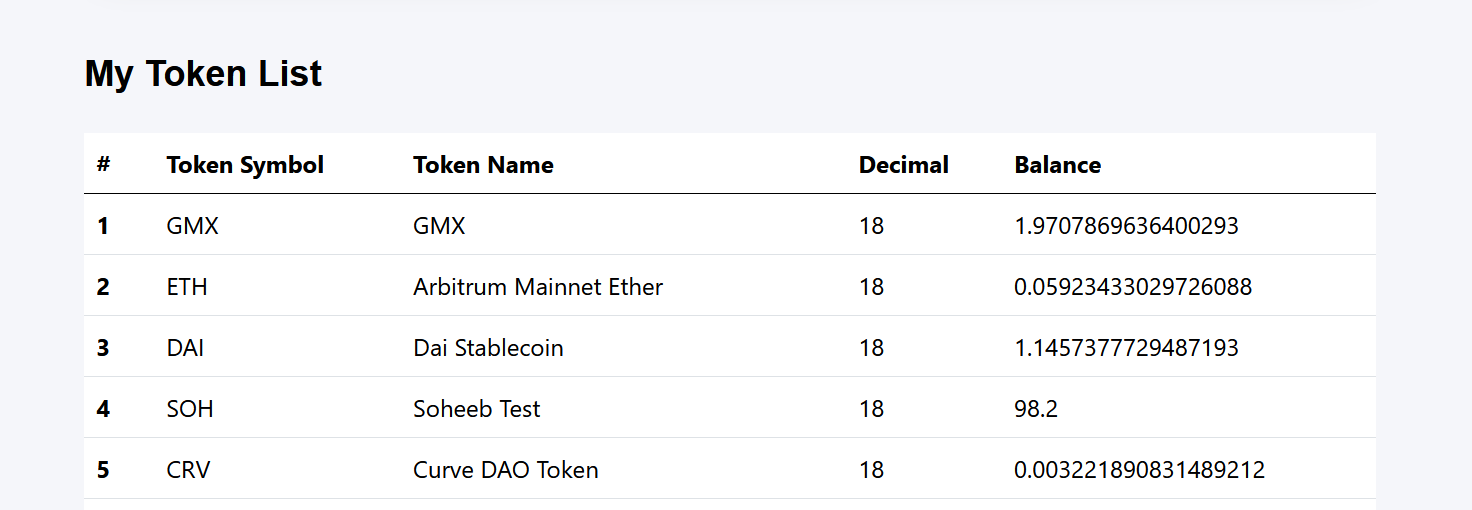 My Token List
# Token Symbol Token Name Decimal Balance
1 GMX GMX 18 1.9707869636400293
2 ETH Arbitrum Mainnet Ether 18 0.05923433029726088
3 DAI Dai Stablecoin 18 1.1457377729487193
4 SOH Soheeb Test 18 98.2
5 CRV Curve DAO Token 18 0.003221890831489212